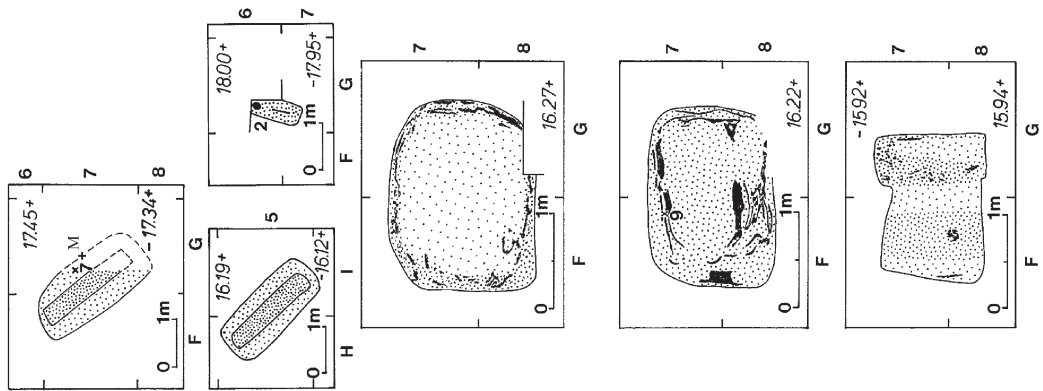 6
7
8
17.45+
x
7 + M
- 17.34 +
0 1m
F G
6
7
18.00+
2
-17.95+
0 1m
F G
5
16.19+
-16.12+
0 1m
H I
7
8
16.27+
0 1m
F G
7
8
9
16.22+
0 1m
F G
7
8
-15.92+
15.94+
0 1m
F G